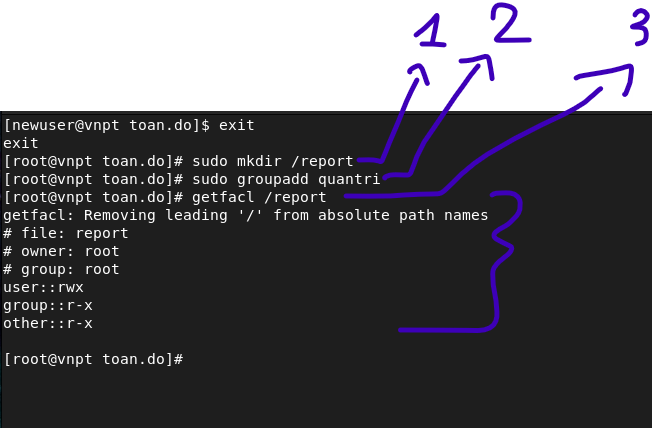 1 2 3
[newuser@vnpt toan.do]$ exit
exit
[root@vnpt toan.do]# sudo mkdir /report
[root@vnpt toan.do]# sudo groupadd quantri
[root@vnpt toan.do]# getfacl /report
getfacl: Removing leading '/' from absolute path names
# file: report
# owner: root
# group: root
user::rwx
group::r-x
other::r-x
[root@vnpt toan.do]#